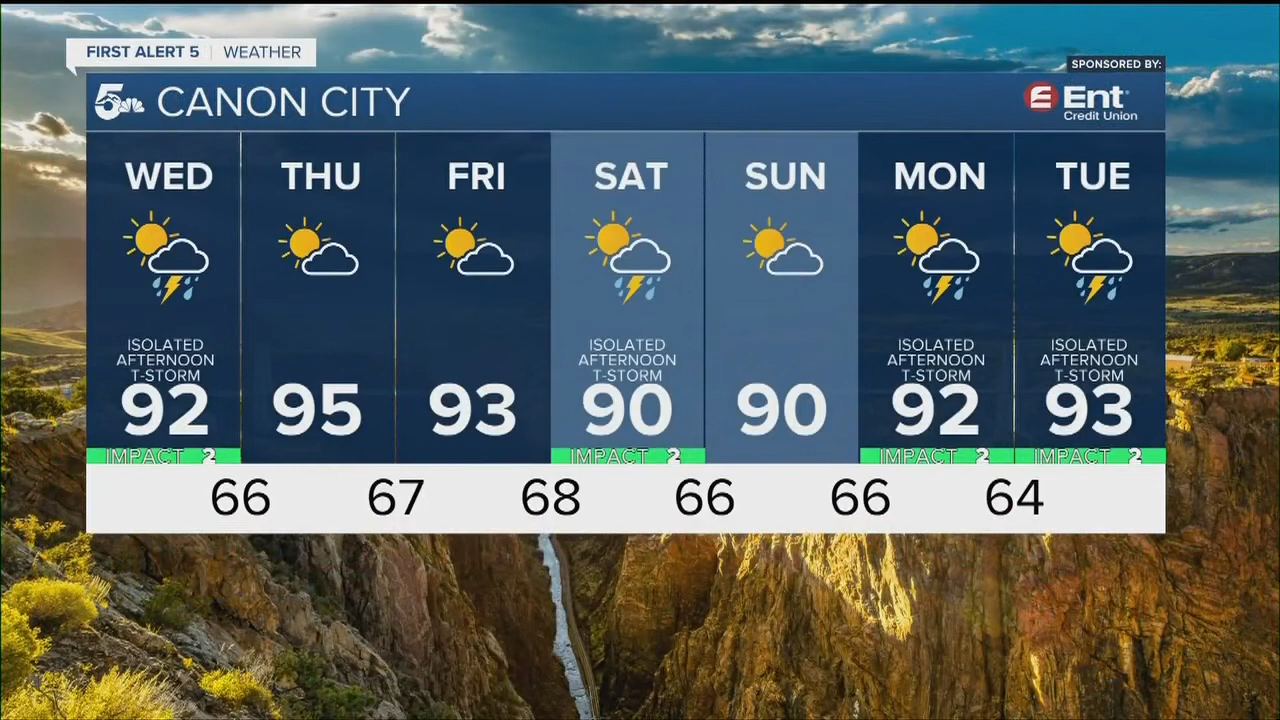 FIRST ALERT 5 | WEATHER
SPONSORED BY:
5 CANON CITY
Ent
Credit Union
WED THU FRI SAT SUN MON TUE
ISOLATED AFTERNOON T-STORM
ISOLATED AFTERNOON T-STORM
ISOLATED AFTERNOON T-STORM
ISOLATED AFTERNOON T-STORM
92 95 93 90 90 92 93
IMPACT 2 IMPACT 2 IMPACT 2 IMPACT 2
66 67 68 66 66 64